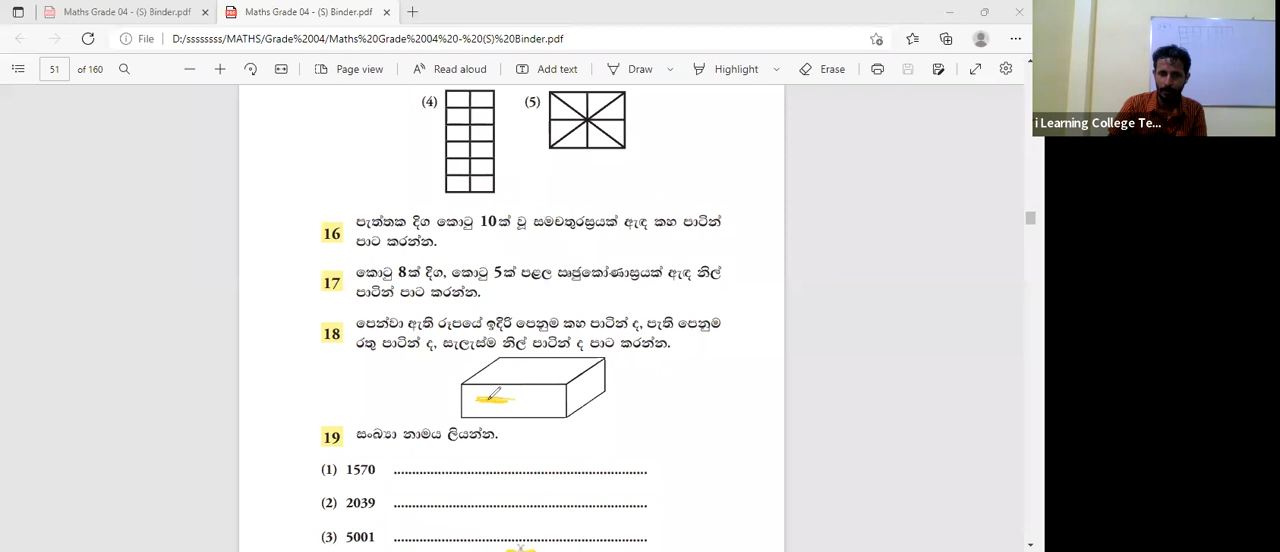 Maths Grade 04 - (S) Binder.pdf
Maths Grade 04 - (S) Binder.pdf
File D:/ssssssss/MATHS/Grade%2004/Maths%20Grade%2004%20-%20(S)%20Binder.pdf
51 of 160 Page view Read aloud Add text Draw Highlight Erase
i Learning College Te...
(4) (5)
16 පැත්තක දිග කොටු 10ක් වූ සමචතුරස්‍රයක් ඇඳ කහ පාටින්
පාට කරන්න.
17 කොටු 8ක් දිග, කොටු 5ක් පළල ඍජුකෝණාස්‍රයක් ඇඳ නිල්
පාටින් පාට කරන්න.
18 පෙන්වා ඇති රූපයේ ඉදිරි පෙනුම කහ පාටින් ද, පැති පෙනුම
රතු පාටින් ද, සැලැස්ම නිල් පාටින් ද පාට කරන්න.
19 සංඛ්‍යා නාමය ලියන්න.
(1) 1570 ....................................................................
(2) 2039 ....................................................................
(3) 5001 ....................................................................